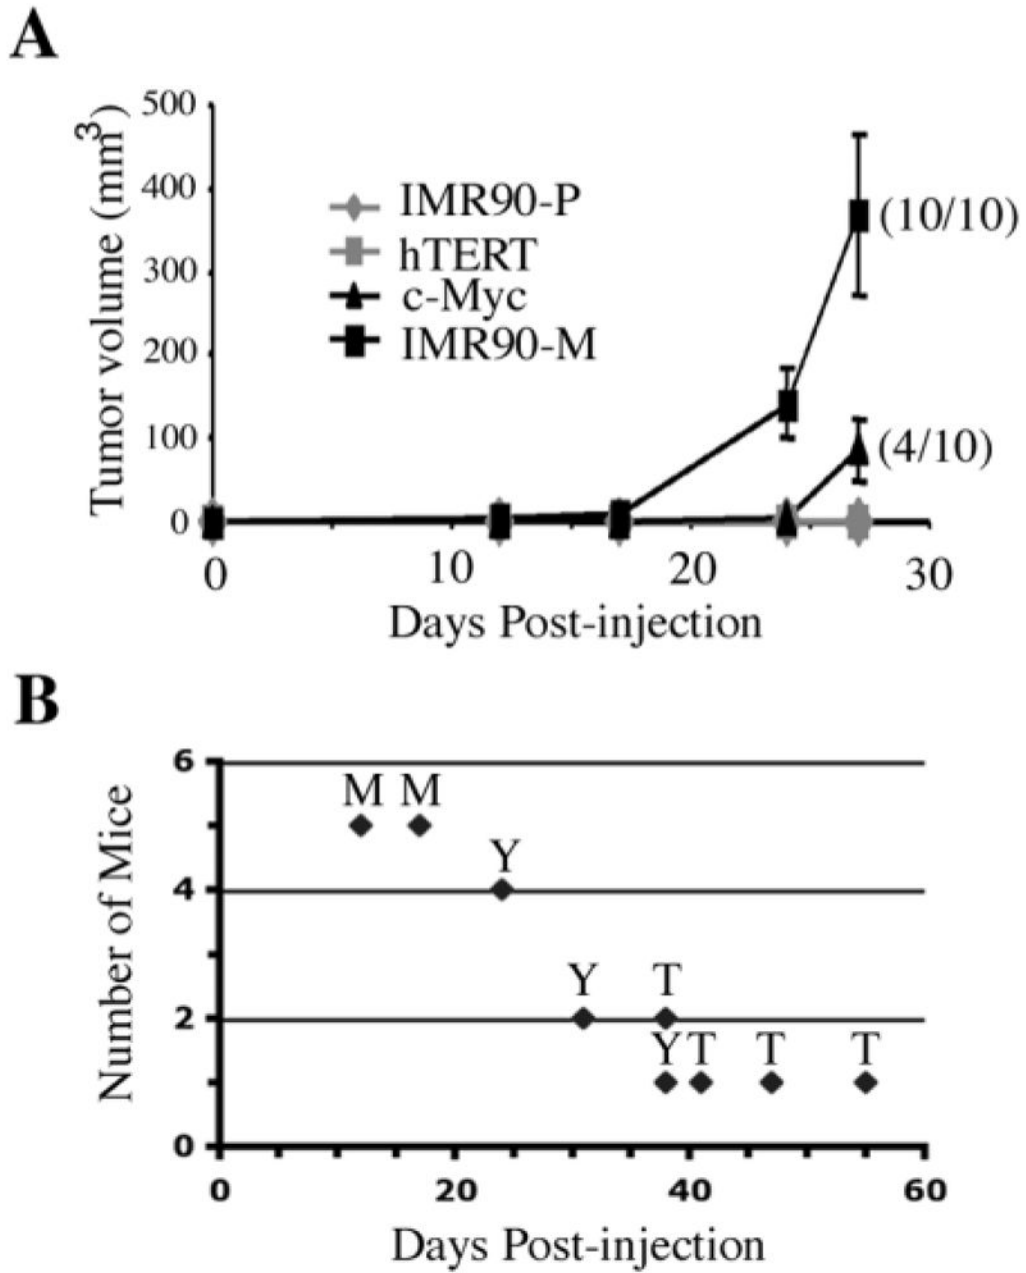 A
Tumor volume (mm3)
500
400
300
200
100
0
IMR90-P
hTERT
c-Myc
IMR90-M
(10/10)
(4/10)
0 10 20 30
Days Post-injection
B
Number of Mice
6
4
2
0
M M
Y
Y T
Y T T T
0 20 40 60
Days Post-injection